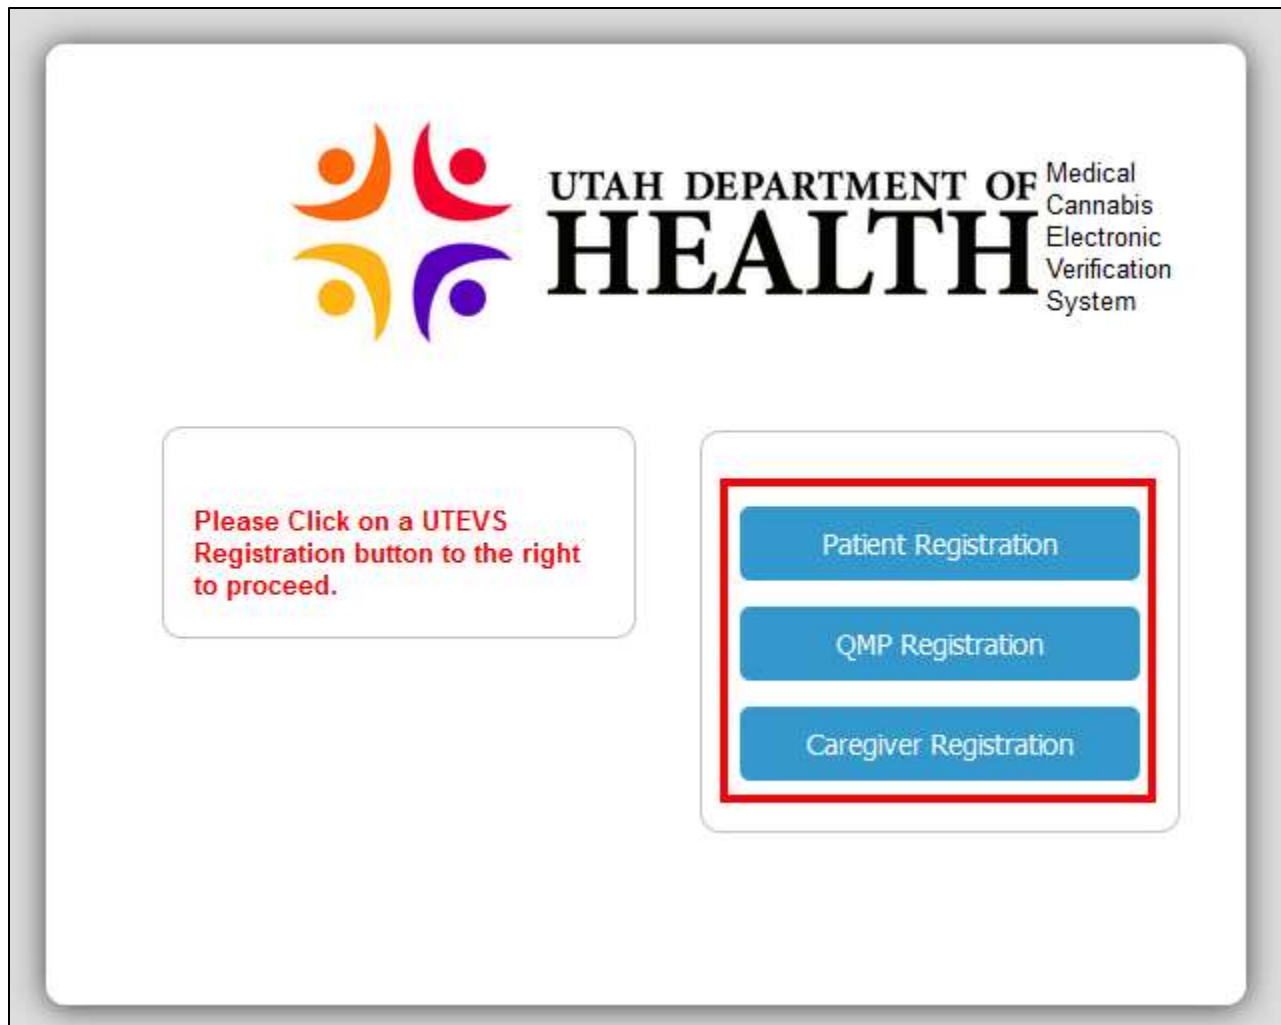 UTAH DEPARTMENT OF
HEALTH
Medical
Cannabis
Electronic
Verification
System
Please Click on a UTEVS
Registration button to the right
to proceed.
Patient Registration
QMP Registration
Caregiver Registration